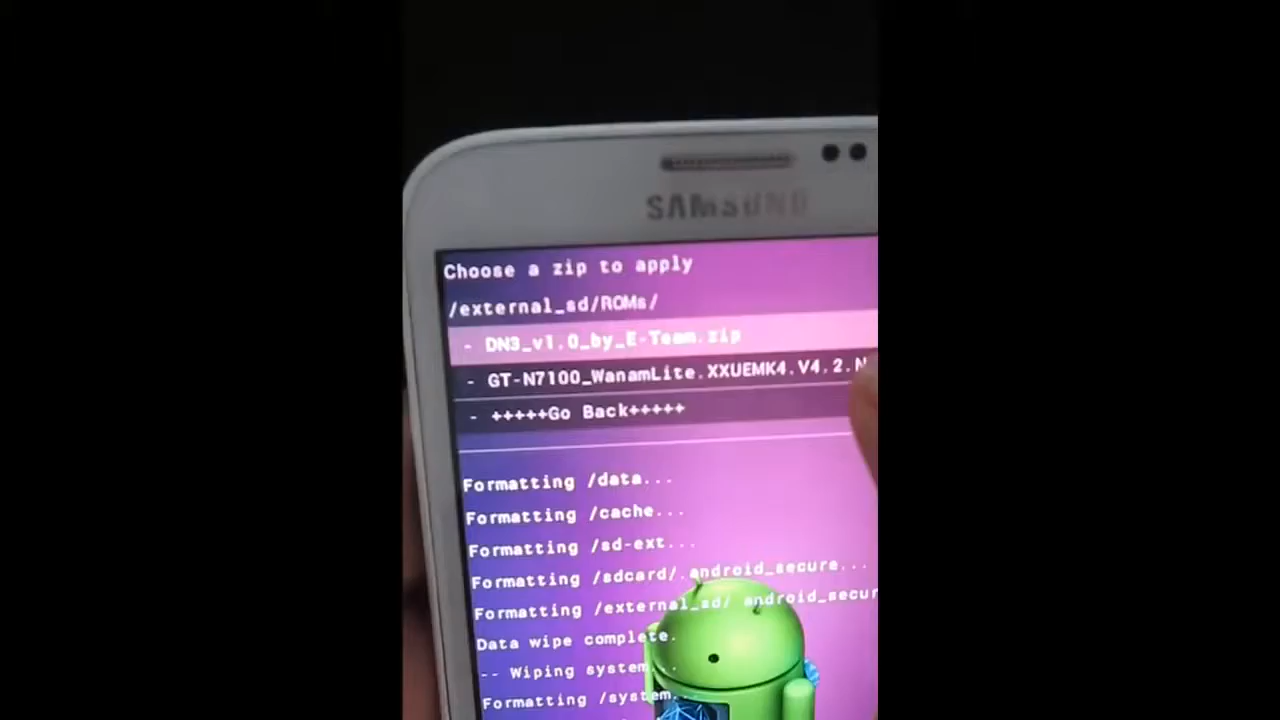 SAMSUNG
Choose a zip to apply
/external_sd/ROMs/
- DN3_v1.0_by_E-Team.zip
- GT-N7100_WanamLite.XXUEMK4.V4.2.N
- +++++Go Back+++++
Formatting /data...
Formatting /cache...
Formatting /sd-ext...
Formatting /sdcard/.android_secure...
Formatting /external_sd/ android_secur
Data wipe complete.
-- Wiping system...
Formatting /system...